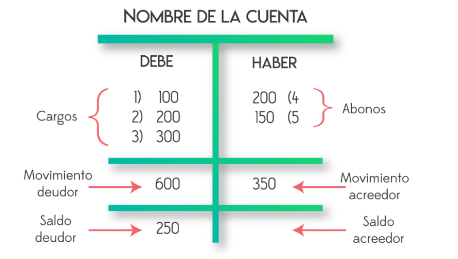 NOMBRE DE LA CUENTA
DEBE HABER
1) 100 200 (4
2) 200 150 (5
3) 300
Cargos Abonos
Movimiento deudor 600 350 Movimiento acreedor
Saldo deudor 250 Saldo acreedor